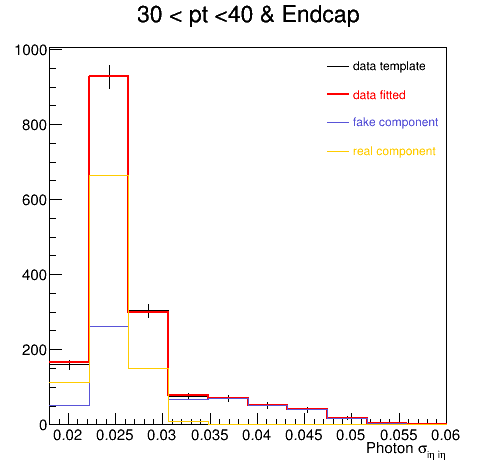 30 < pt <40 & Endcap
1000
800
600
400
200
0
data template
data fitted
fake component
real component
0.02 0.025 0.03 0.035 0.04 0.045 0.05 0.055 0.06
Photon σiη iη